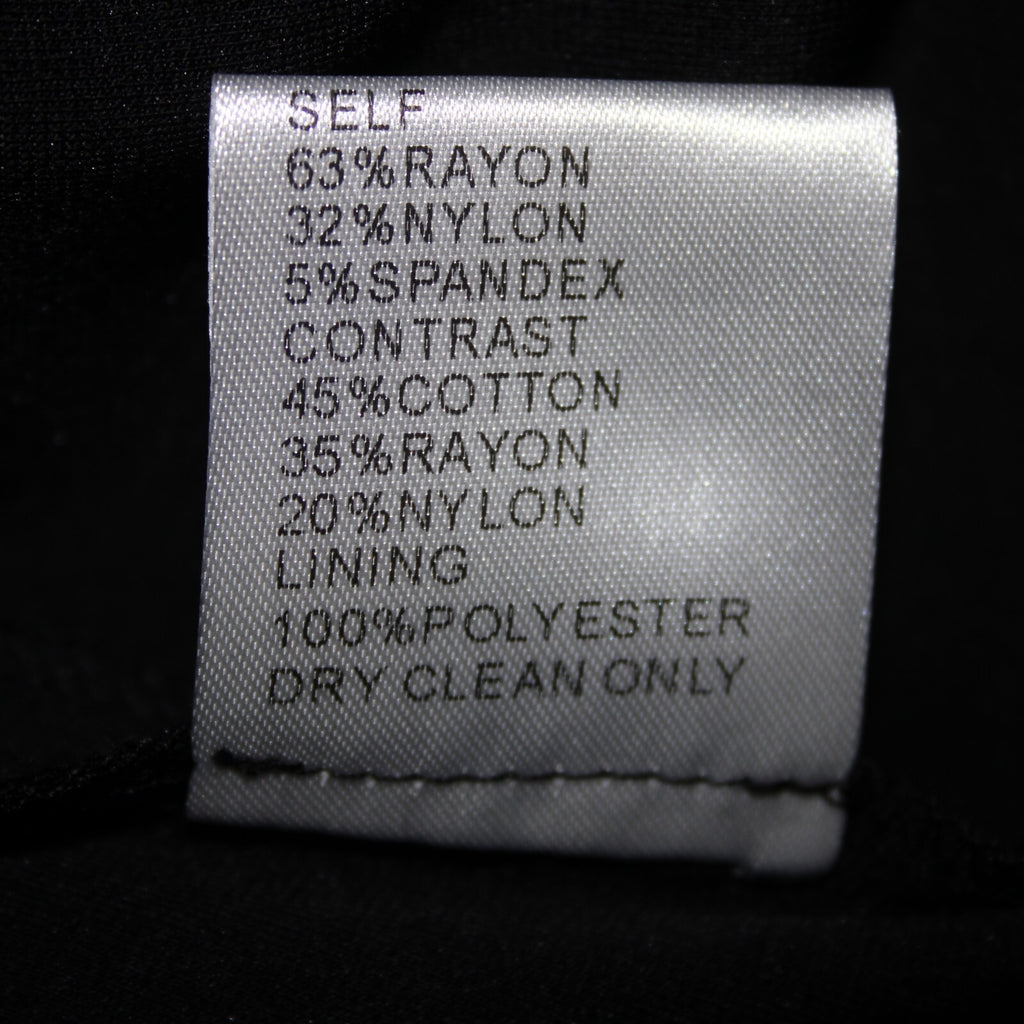 SELF
63%RAYON
32%NYLON
5%SPANDEX
CONTRAST
45%COTTON
35%RAYON
20%NYLON
LINING
100%POLYESTER
DRY CLEAN ONLY